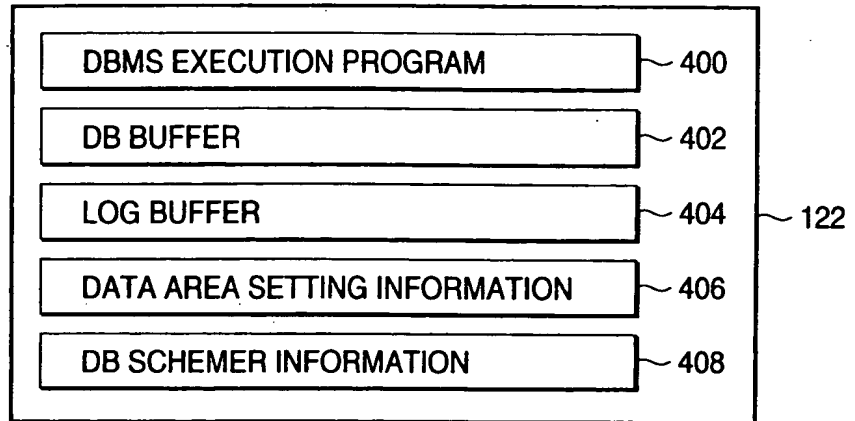 DBMS EXECUTION PROGRAM 400
DB BUFFER 402
LOG BUFFER 404
122
DATA AREA SETTING INFORMATION 406
DB SCHEMER INFORMATION 408